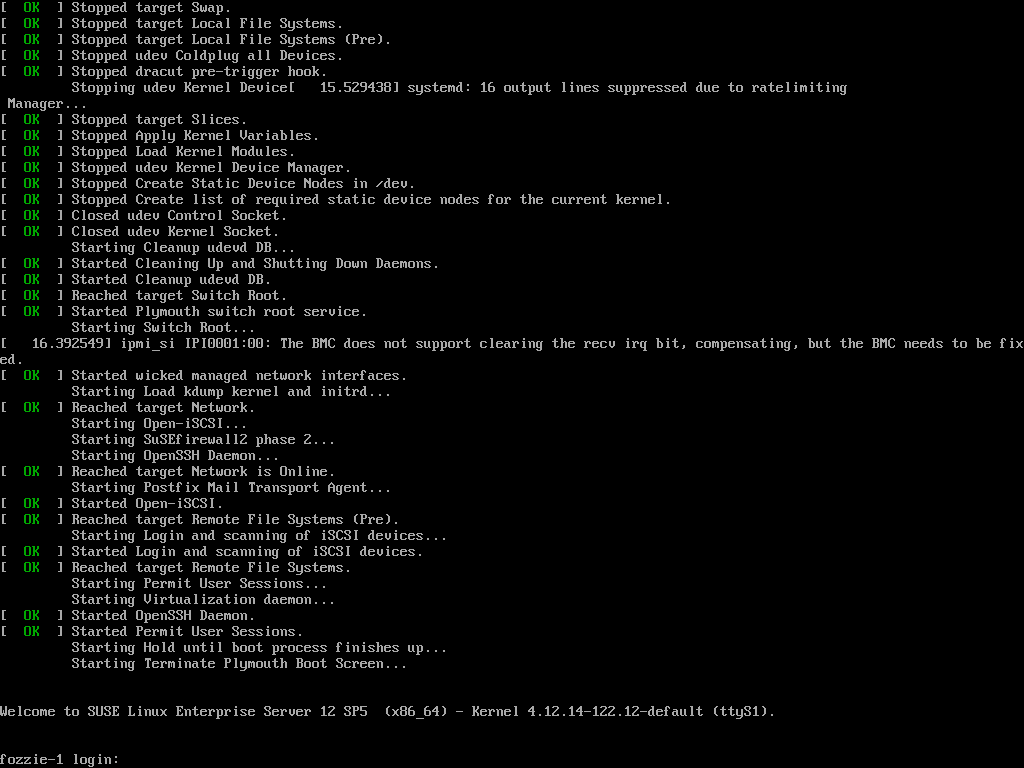 [  OK  ] Stopped target Swap.
[  OK  ] Stopped target Local File Systems.
[  OK  ] Stopped target Local File Systems (Pre).
[  OK  ] Stopped udev Coldplug all Devices.
[  OK  ] Stopped dracut pre-trigger hook.
         Stopping udev Kernel Device[   15.529438] systemd: 16 output lines suppressed due to ratelimiting
 Manager...
[  OK  ] Stopped target Slices.
[  OK  ] Stopped Apply Kernel Variables.
[  OK  ] Stopped Load Kernel Modules.
[  OK  ] Stopped udev Kernel Device Manager.
[  OK  ] Stopped Create Static Device Nodes in /dev.
[  OK  ] Stopped Create list of required static device nodes for the current kernel.
[  OK  ] Closed udev Control Socket.
[  OK  ] Closed udev Kernel Socket.
         Starting Cleanup udevd DB...
[  OK  ] Started Cleaning Up and Shutting Down Daemons.
[  OK  ] Started Cleanup udevd DB.
[  OK  ] Reached target Switch Root.
[  OK  ] Started Plymouth switch root service.
         Starting Switch Root...
[   16.392549] ipmi_si IPI0001:00: The BMC does not support clearing the recv irq bit, compensating, but the BMC needs to be fix
ed.
[  OK  ] Started wicked managed network interfaces.
         Starting Load kdump kernel and initrd...
[  OK  ] Reached target Network.
         Starting Open-iSCSI...
         Starting SuSEfirewall2 phase 2...
         Starting OpenSSH Daemon...
[  OK  ] Reached target Network is Online.
         Starting Postfix Mail Transport Agent...
[  OK  ] Started Open-iSCSI.
[  OK  ] Reached target Remote File Systems (Pre).
         Starting Login and scanning of iSCSI devices...
[  OK  ] Started Login and scanning of iSCSI devices.
[  OK  ] Reached target Remote File Systems.
         Starting Permit User Sessions...
         Starting Virtualization daemon...
[  OK  ] Started OpenSSH Daemon.
[  OK  ] Started Permit User Sessions.
         Starting Hold until boot process finishes up...
         Starting Terminate Plymouth Boot Screen...
Welcome to SUSE Linux Enterprise Server 12 SP5  (x86_64) - Kernel 4.12.14-122.12-default (ttyS1).
fozzie-1 login: